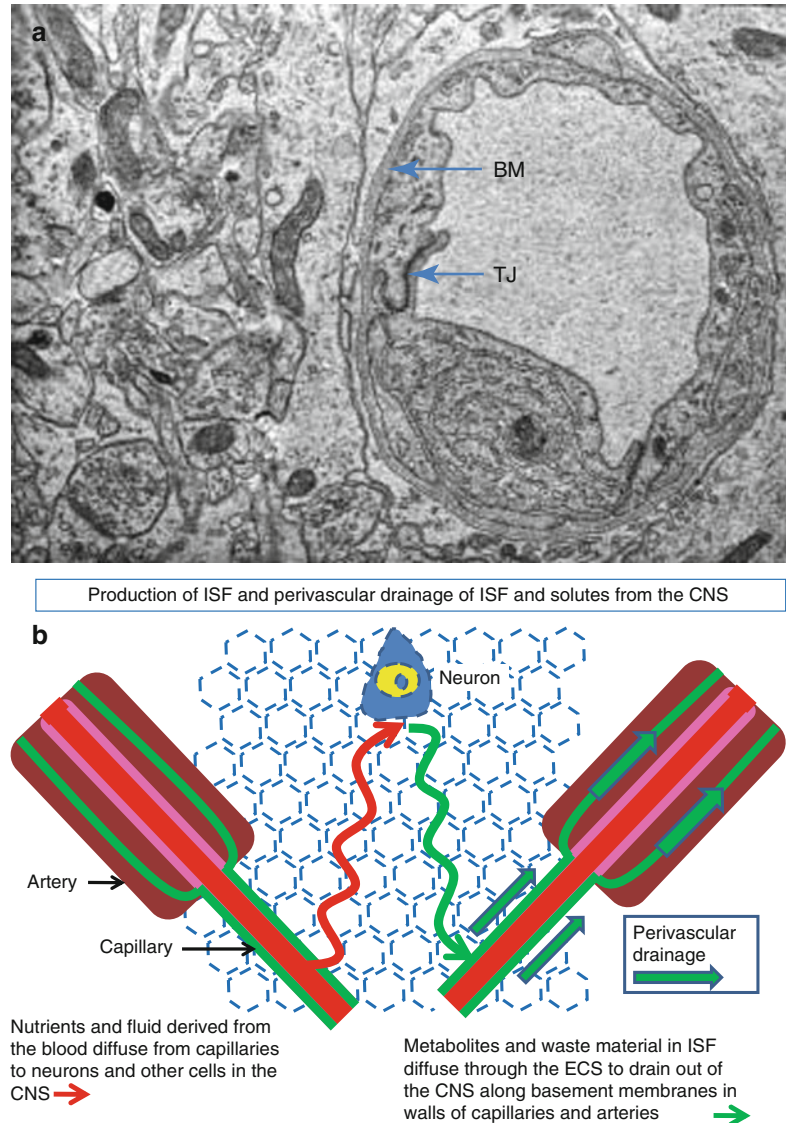 a
BM
TJ
Production of ISF and perivascular drainage of ISF and solutes from the CNS
b
Neuron
Artery
Capillary
Perivascular
drainage
Nutrients and fluid derived from
the blood diffuse from capillaries
to neurons and other cells in the
CNS
Metabolites and waste material in ISF
diffuse through the ECS to drain out of
the CNS along basement membranes in
walls of capillaries and arteries